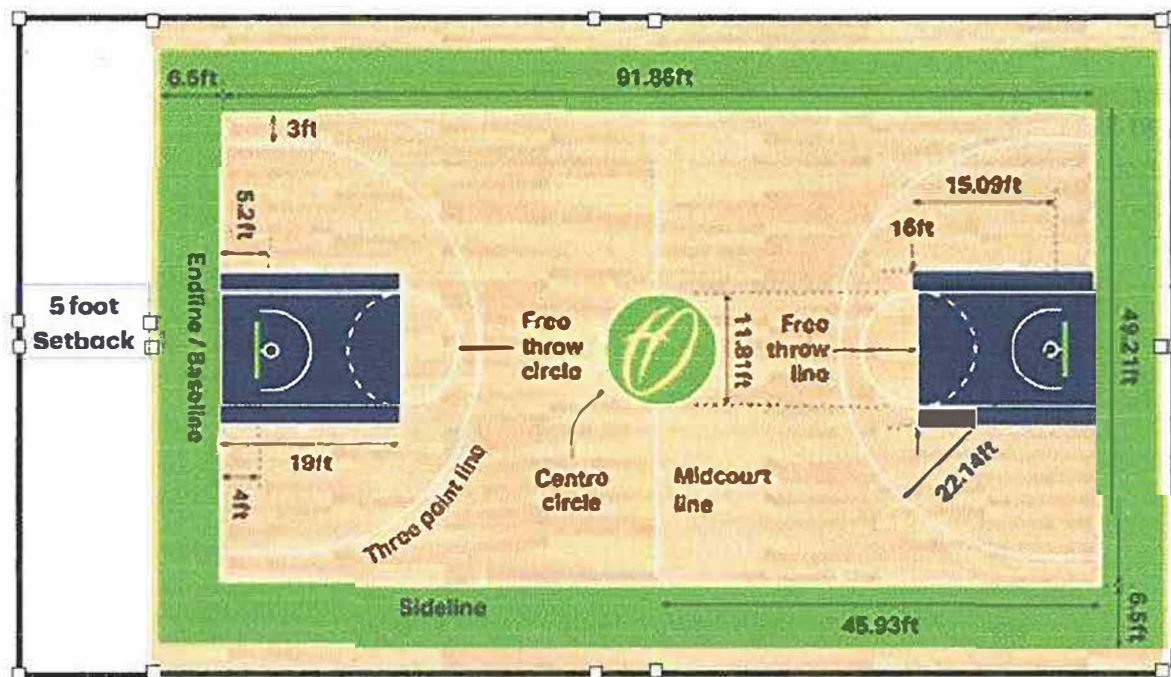 6.5ft
91.86ft
3ft
5.2ft
15.09ft
16ft
5 foot
Setback
Endline / Baseline
Free
throw
circle
11.81ft
Free
throw
line
49.21ft
19ft
4ft
Three point line
Centre
circle
Midcourt
line
22.14ft
Sideline
45.93ft
6.5ft